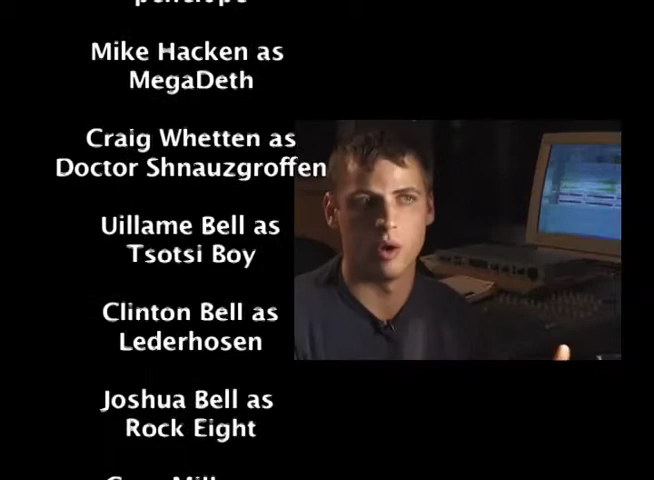 penelope
Mike Hacken as
MegaDeth
Craig Whetten as
Doctor Shnauzgroffen
Uillame Bell as
Tsotsi Boy
Clinton Bell as
Lederhosen
Joshua Bell as
Rock Eight